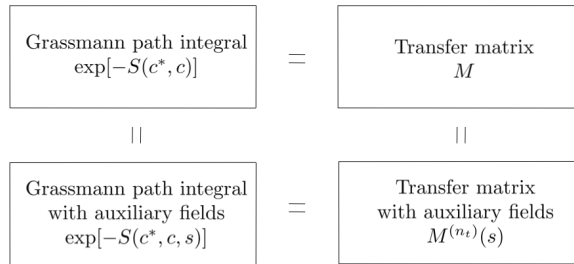 Grassmann path integral
exp[−S(c*, c)]
=
Transfer matrix
M
||
||
Grassmann path integral
with auxiliary fields
exp[−S(c*, c, s)]
=
Transfer matrix
with auxiliary fields
M^(n_t)(s)